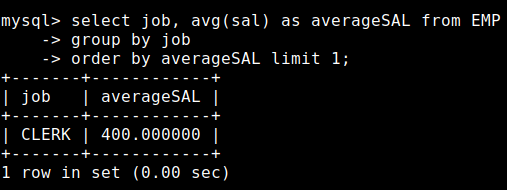 mysql> select job, avg(sal) as averageSAL from EMP
    -> group by job
    -> order by averageSAL limit 1;
+-------+------------+
| job   | averageSAL |
+-------+------------+
| CLERK | 400.000000 |
+-------+------------+
1 row in set (0.00 sec)